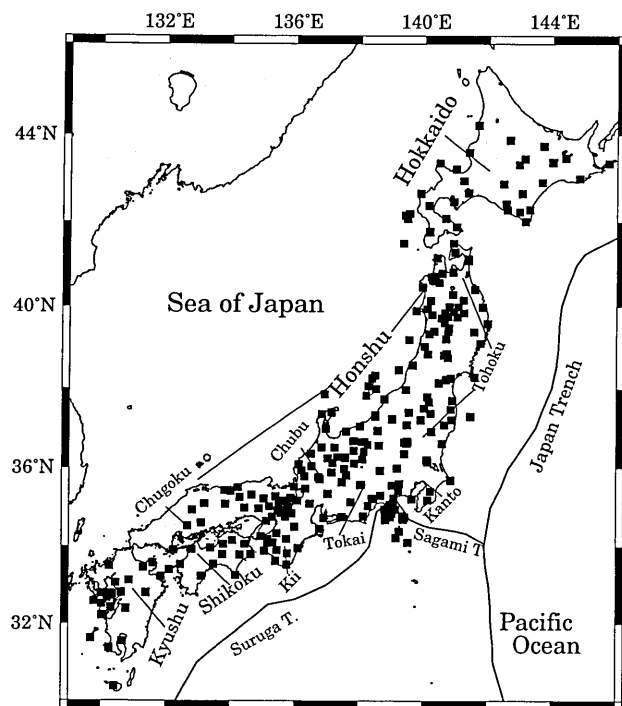 132°E
136°E
140°E
144°E
44°N
40°N
36°N
32°N
Hokkaido
Sea of Japan
Honshu
Tohoku
Japan Trench
Chubu
Chugoku
Kanto
Tokai
Sagami T
Shikoku
Kii
Kyushu
Suruga T.
Pacific
Ocean